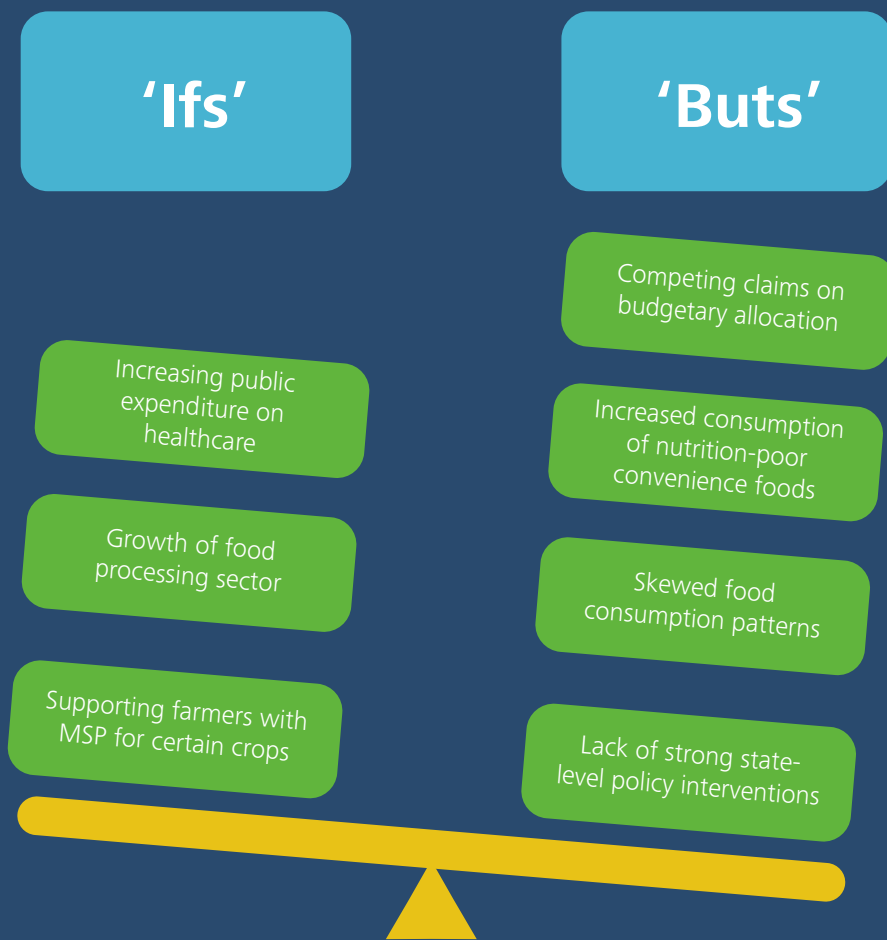 ‘Ifs’
Increasing public
expenditure on
healthcare
Growth of food
processing sector
Supporting farmers with
MSP for certain crops
‘Buts’
Competing claims on
budgetary allocation
Increased consumption
of nutrition-poor
convenience foods
Skewed food
consumption patterns
Lack of strong state-
level policy interventions